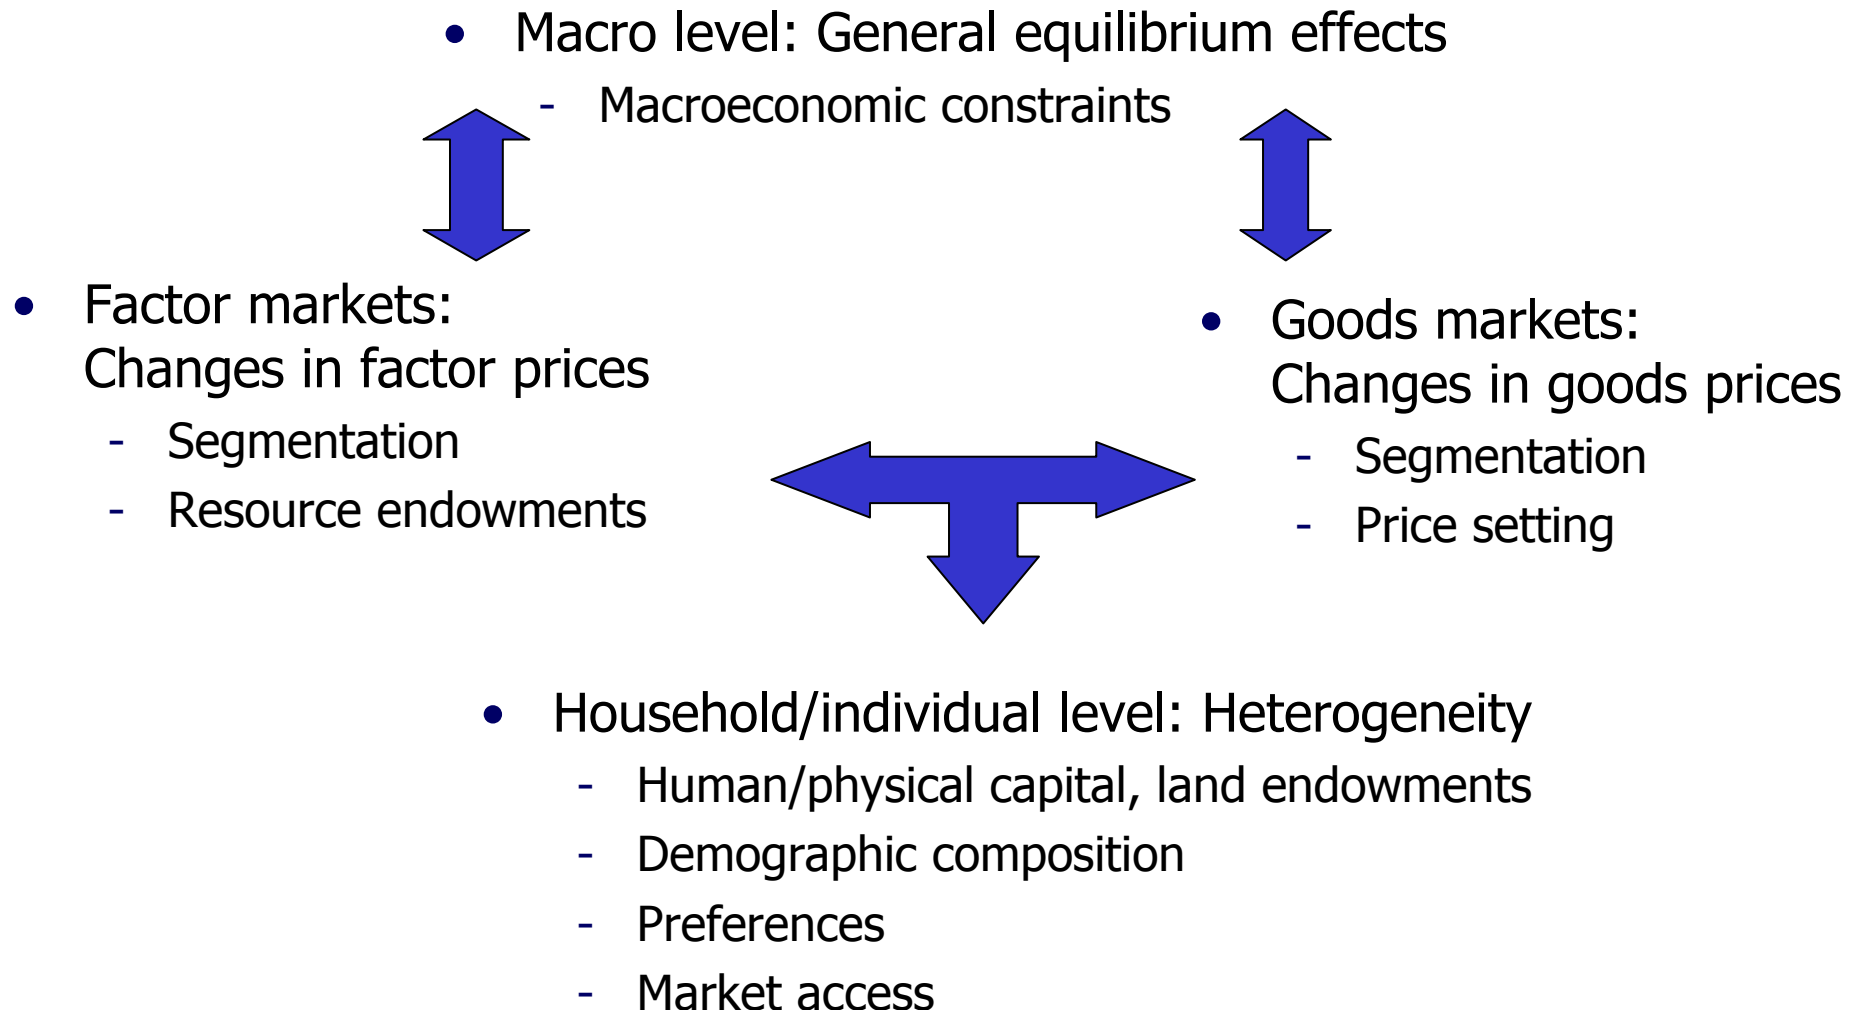 • Macro level: General equilibrium effects
- Macroeconomic constraints
• Factor markets:
Changes in factor prices
- Segmentation
- Resource endowments
• Goods markets:
Changes in goods prices
- Segmentation
- Price setting
• Household/individual level: Heterogeneity
- Human/physical capital, land endowments
- Demographic composition
- Preferences
- Market access